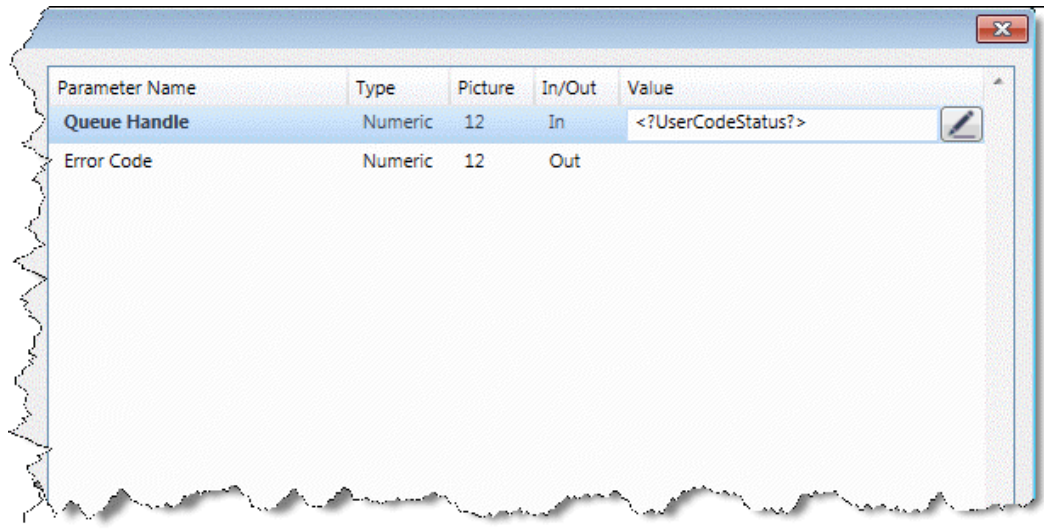 Parameter Name Type Picture In/Out Value
Queue Handle Numeric 12 In <?UserCodeStatus?>
Error Code Numeric 12 Out